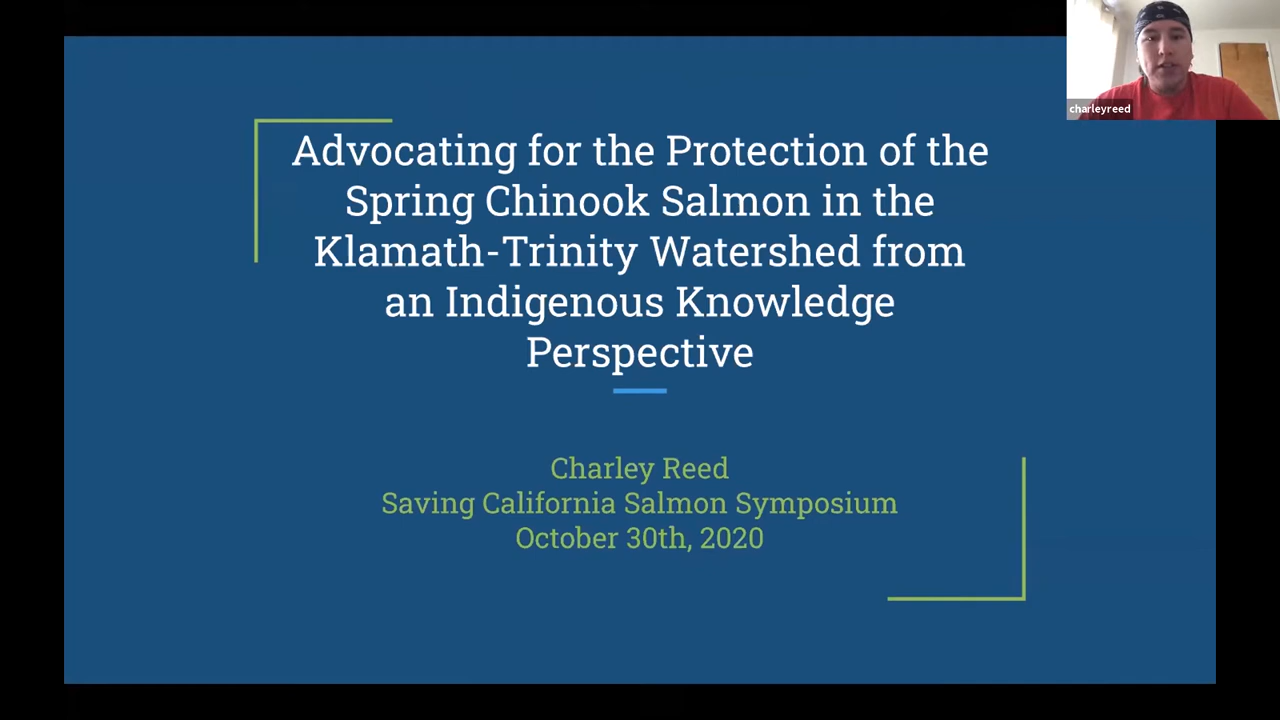 charleyreed
Advocating for the Protection of the
Spring Chinook Salmon in the
Klamath-Trinity Watershed from
an Indigenous Knowledge
Perspective
Charley Reed
Saving California Salmon Symposium
October 30th, 2020